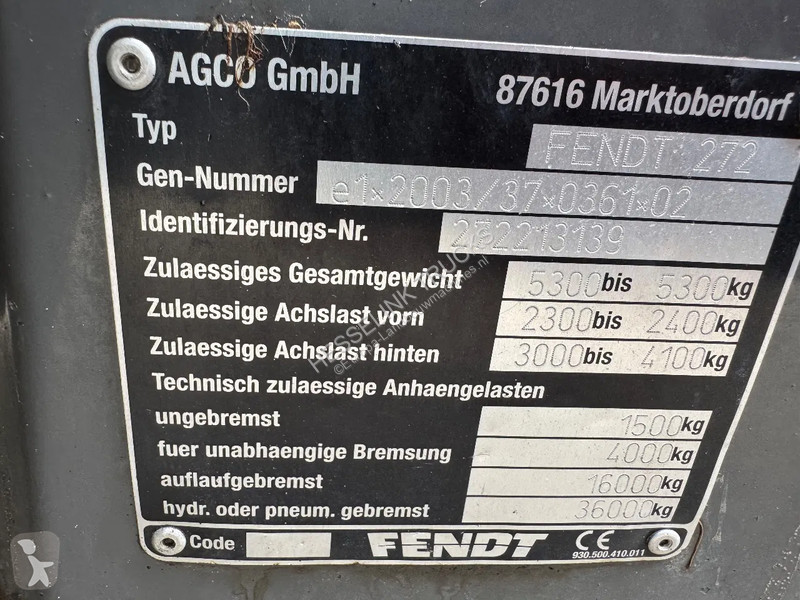 AGCO GmbH
87616 Marktoberdorf
Typ FENDT 272
Gen-Nummer e1*2003/37*0361*02
Identifizierungs-Nr. 2213139
Zulaessiges Gesamtgewicht 5300 bis 5300 kg
Zulaessige Achslast vorn 2300 bis 2400 kg
Zulaessige Achslast hinten 3000 bis 4100 kg
Technisch zulaessige Anhaengelasten
ungebremst 1500 kg
fuer unabhaengige Bremsung 4000 kg
auflaufgebremst 16000 kg
hydr. oder pneum. gebremst 36000 kg
Code FENDT CE
930.500.410.011